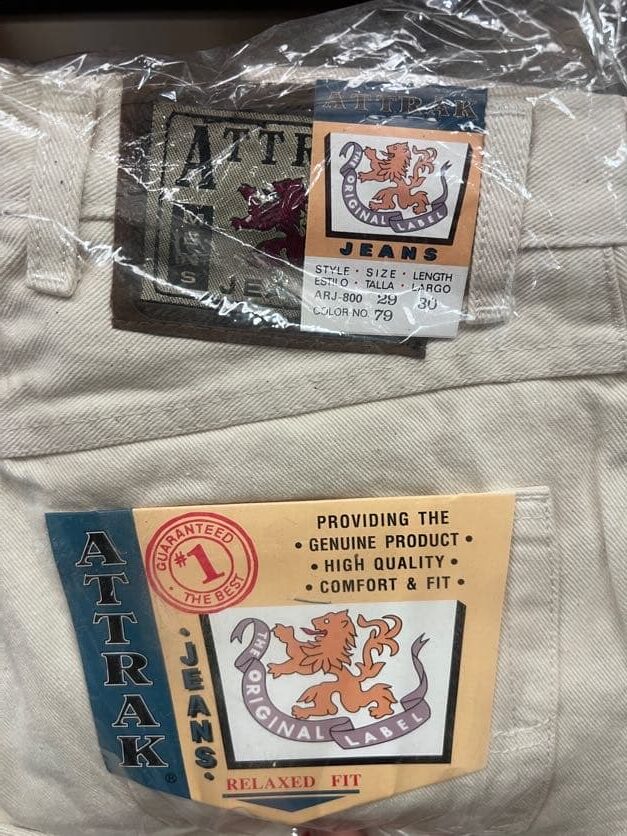 ATTRAK
THE ORIGINAL LABEL
JEANS
STYLE · SIZE · LENGTH
ESTILO · TALLA · LARGO
ARJ-800 29 30
COLOR NO. 79
ATTR
S
JE
ATTRAK®
GUARANTEED
#1
· THE BEST ·
PROVIDING THE
• GENUINE PRODUCT •
• HIGH QUALITY •
• COMFORT & FIT •
· JEANS ·
THE ORIGINAL LABEL
RELAXED FIT